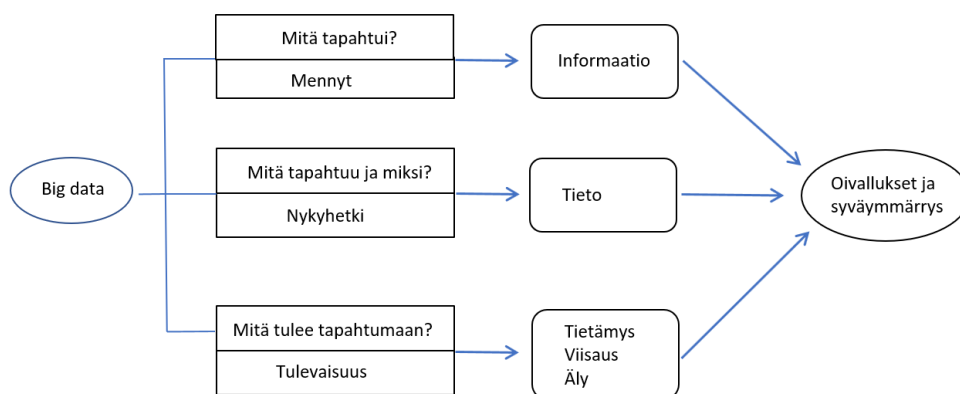 Mitä tapahtui?
Mennyt
Informaatio
Big data
Mitä tapahtuu ja miksi?
Nykyhetki
Tieto
Oivallukset ja
syväymmärrys
Mitä tulee tapahtumaan?
Tulevaisuus
Tietämys
Viisaus
Äly